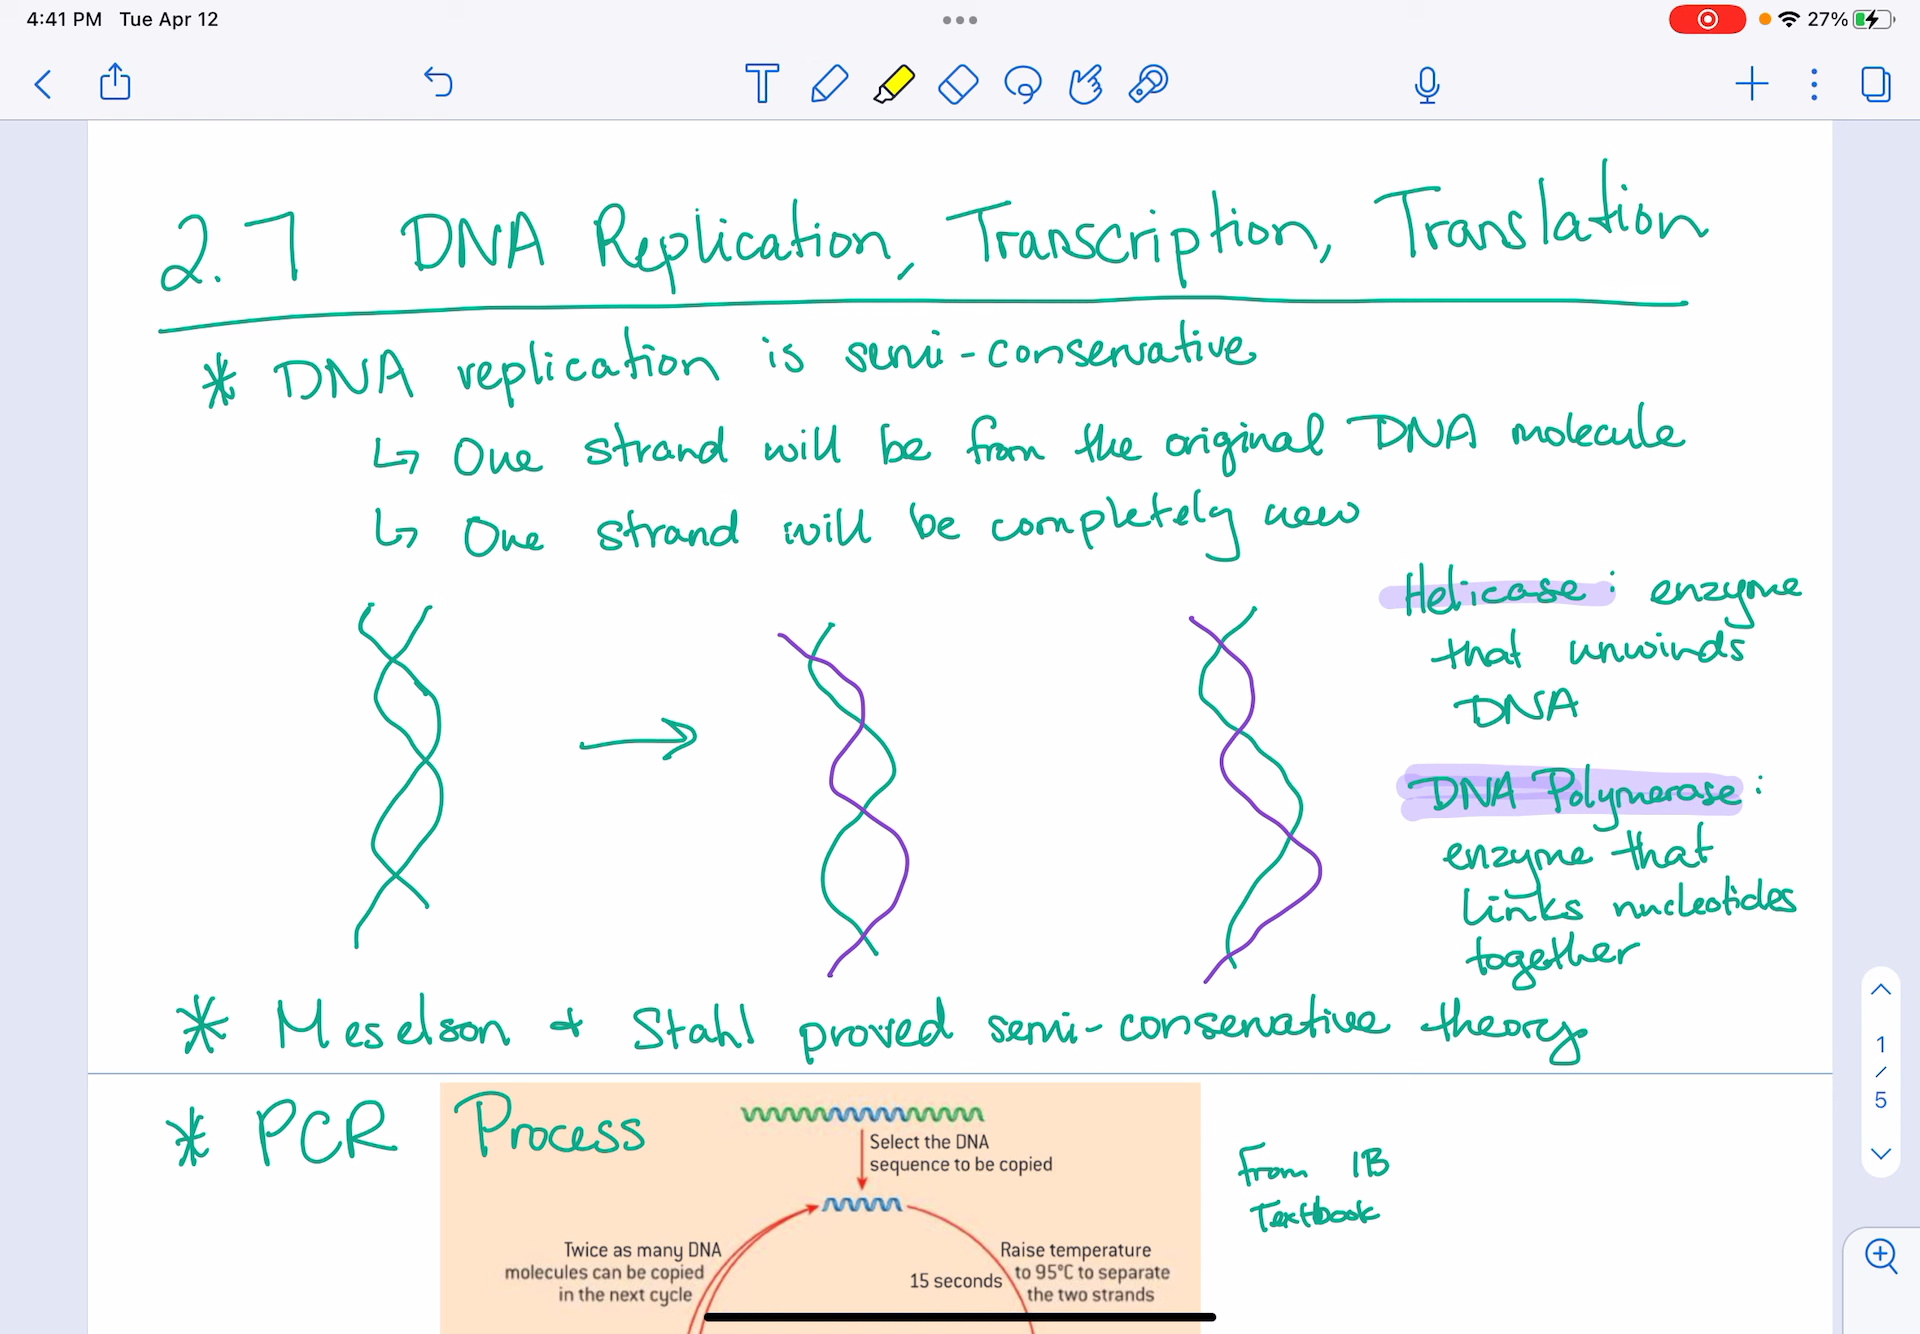 4:41 PM Tue Apr 12
27%
2.7 DNA Replication, Transcription, Translation
* DNA replication is semi-conservative
↳ One strand will be from the original DNA molecule
↳ One strand will be completely new
Helicase: enzyme
that unwinds
DNA
DNA Polymerase:
enzyme that
links nucleotides
together
* Meselson & Stahl proved semi-conservative theory
* PCR Process
Select the DNA
sequence to be copied
From IB
Textbook
Twice as many DNA
molecules can be copied
in the next cycle
15 seconds
Raise temperature
to 95°C to separate
the two strands
1
/
5